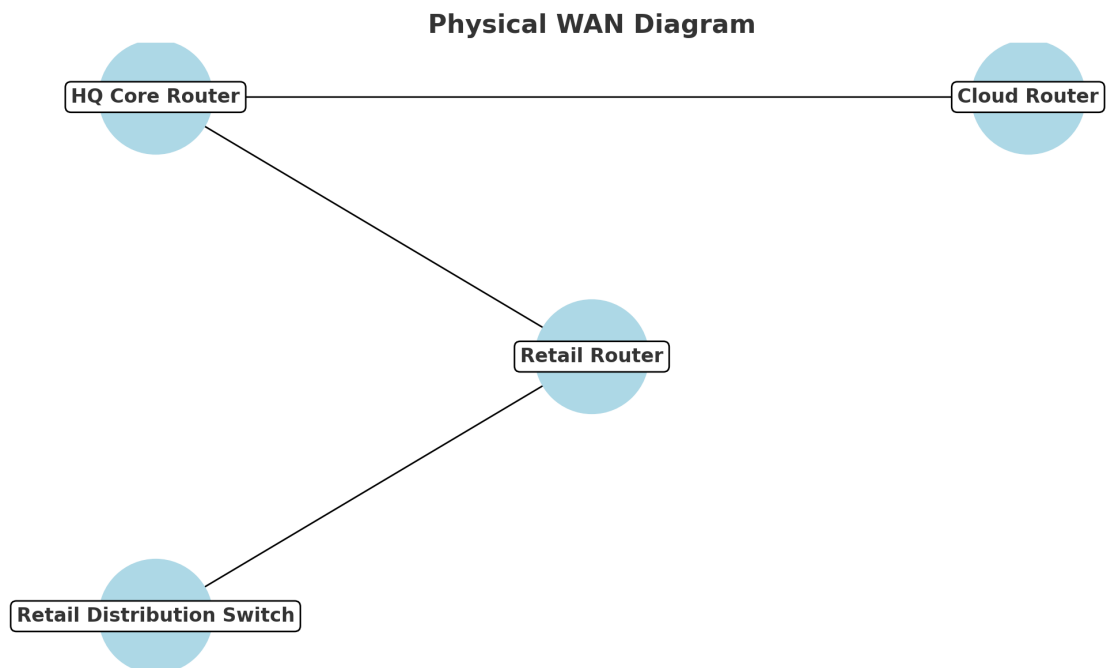 Physical WAN Diagram
HQ Core Router
Cloud Router
Retail Router
Retail Distribution Switch